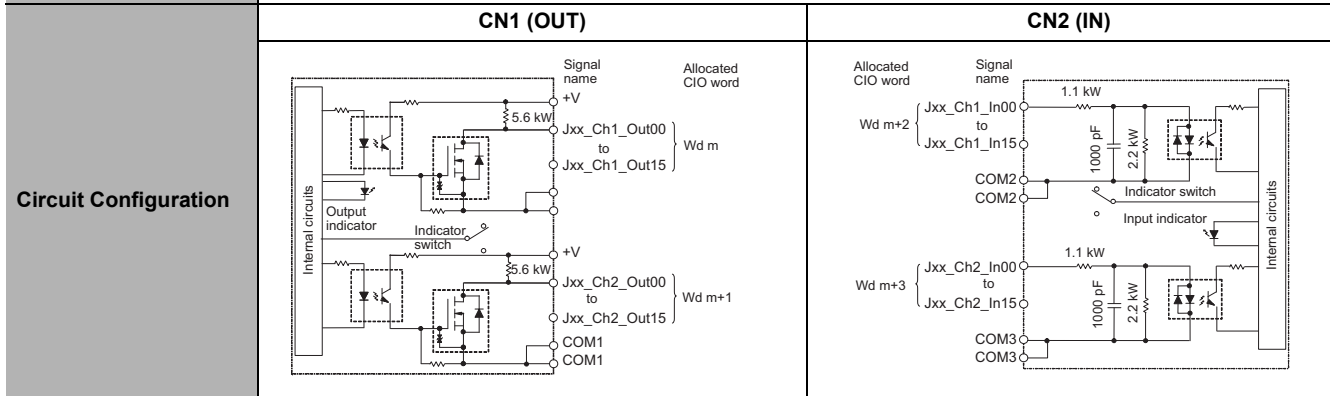 CN1 (OUT)
CN2 (IN)
Circuit Configuration
Signal
name
Allocated
CIO word
+V
5.6 kW
Jxx_Ch1_Out00
to
Jxx_Ch1_Out15
Wd m
Internal circuits
Output
indicator
Indicator
switch
+V
5.6 kW
Jxx_Ch2_Out00
to
Jxx_Ch2_Out15
Wd m+1
COM1
COM1
Allocated
CIO word
Signal
name
1.1 kW
Jxx_Ch1_In00
to
Jxx_Ch1_In15
Wd m+2
1000 pF
2.2 kW
COM2
COM2
Indicator switch
Input indicator
Internal circuits
1.1 kW
Jxx_Ch2_In00
to
Jxx_Ch2_In15
Wd m+3
1000 pF
2.2 kW
COM3
COM3